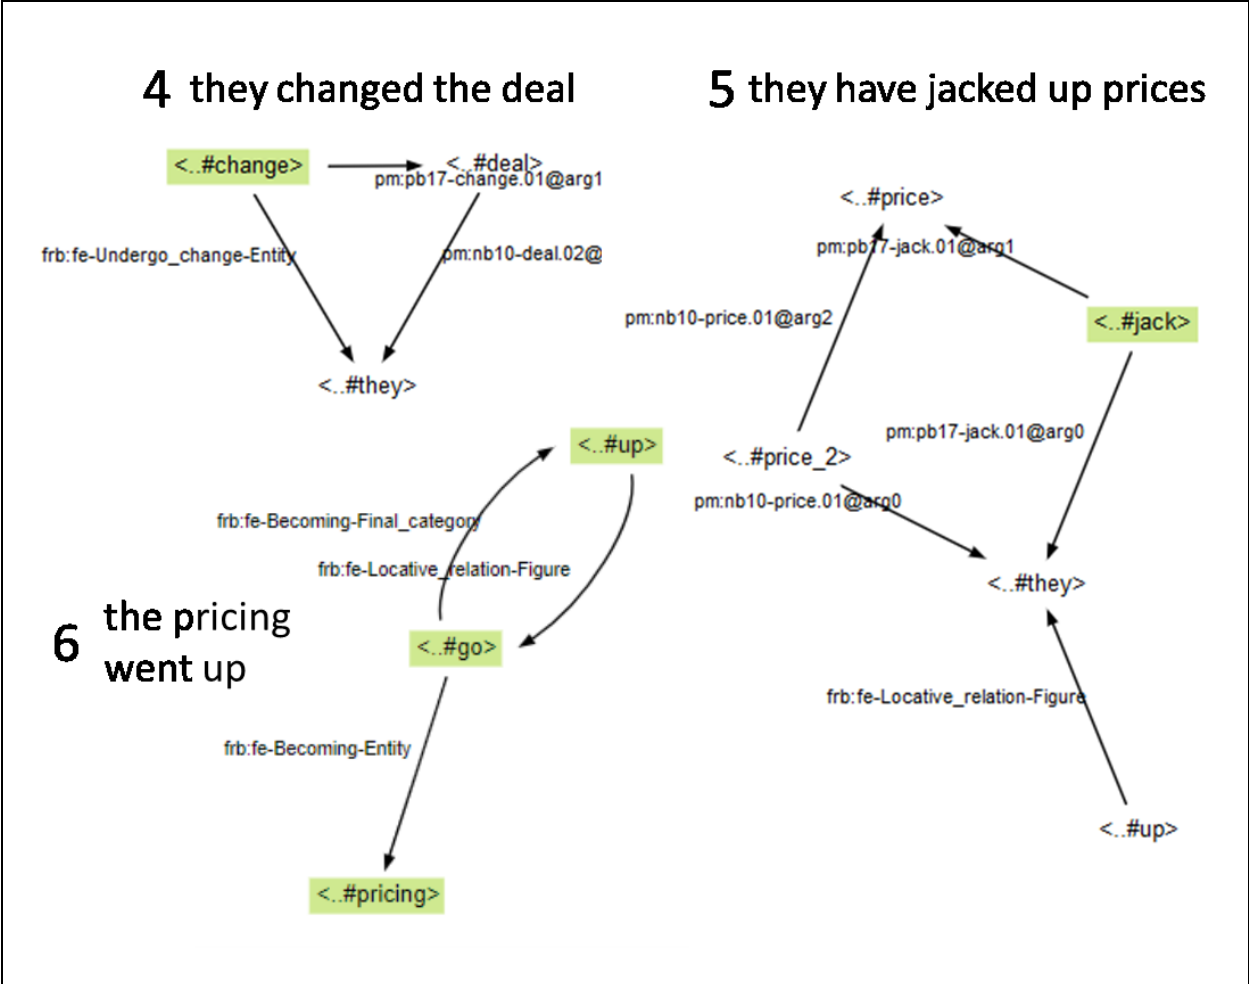 4 they changed the deal
<..#change>
<..#deal>
pm:pb17-change.01@arg1
frb:fe-Undergo_change-Entity
pm:nb10-deal.02@
<..#they>
5 they have jacked up prices
<..#price>
pm:pb17-jack.01@arg1
pm:nb10-price.01@arg2
<..#jack>
pm:pb17-jack.01@arg0
<..#price_2>
pm:nb10-price.01@arg0
<..#they>
frb:fe-Locative_relation-Figure
<..#up>
6 the pricing
went up
<..#up>
frb:fe-Becoming-Final_category
frb:fe-Locative_relation-Figure
<..#go>
frb:fe-Becoming-Entity
<..#pricing>